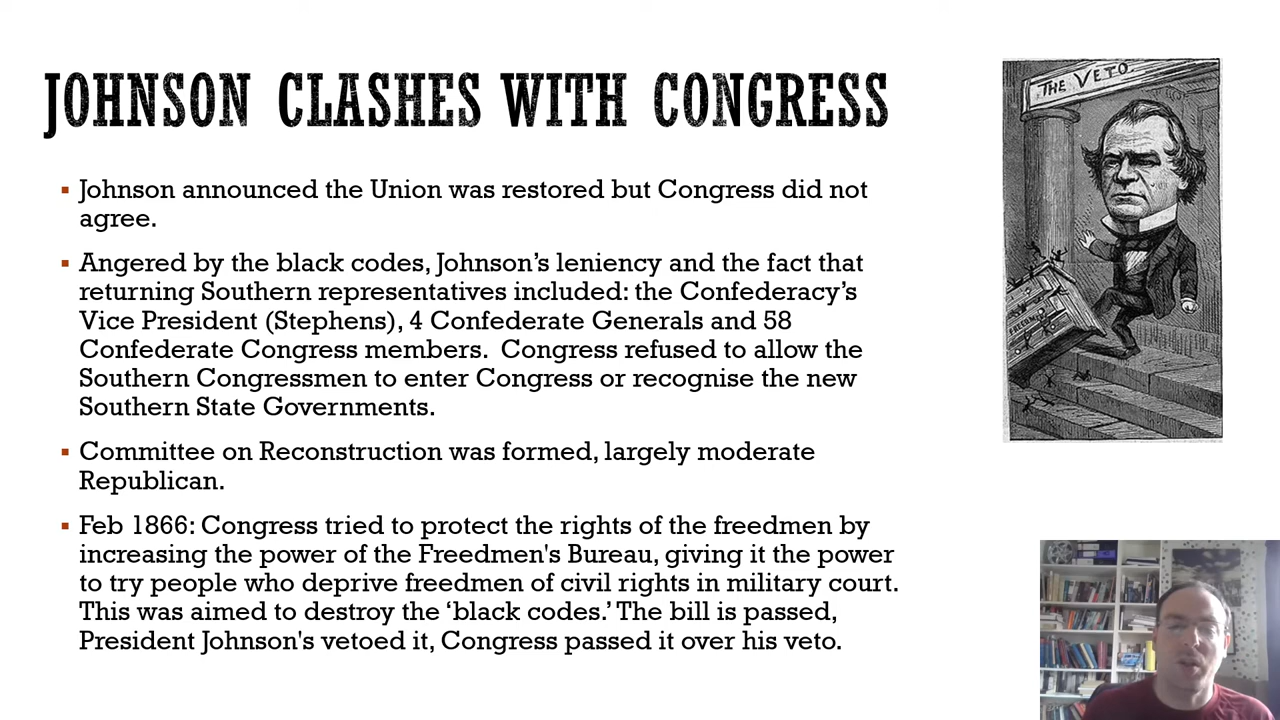 JOHNSON CLASHES WITH CONGRESS
THE VETO
▪ Johnson announced the Union was restored but Congress did not
agree.
▪ Angered by the black codes, Johnson’s leniency and the fact that
returning Southern representatives included: the Confederacy’s
Vice President (Stephens), 4 Confederate Generals and 58
Confederate Congress members.  Congress refused to allow the
Southern Congressmen to enter Congress or recognise the new
Southern State Governments.
▪ Committee on Reconstruction was formed, largely moderate
Republican.
▪ Feb 1866: Congress tried to protect the rights of the freedmen by
increasing the power of the Freedmen's Bureau, giving it the power
to try people who deprive freedmen of civil rights in military court.
This was aimed to destroy the ‘black codes.’ The bill is passed,
President Johnson's vetoed it, Congress passed it over his veto.